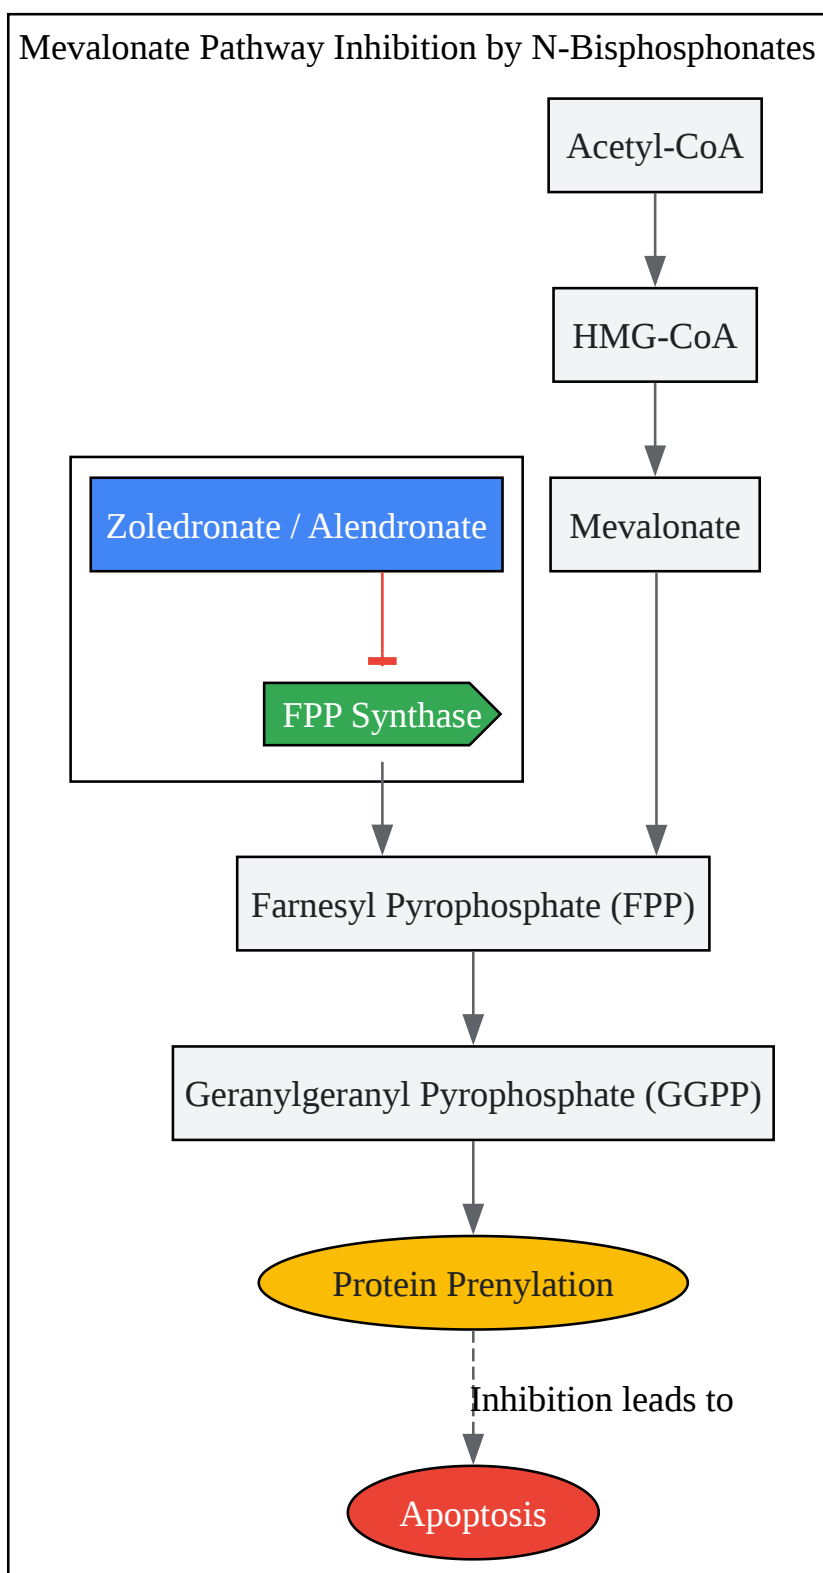 Mevalonate Pathway Inhibition by N-Bisphosphonates
Acetyl-CoA
HMG-CoA
Zoledronate / Alendronate
Mevalonate
FPP Synthase
Farnesyl Pyrophosphate (FPP)
Geranylgeranyl Pyrophosphate (GGPP)
Protein Prenylation
Inhibition leads to
Apoptosis